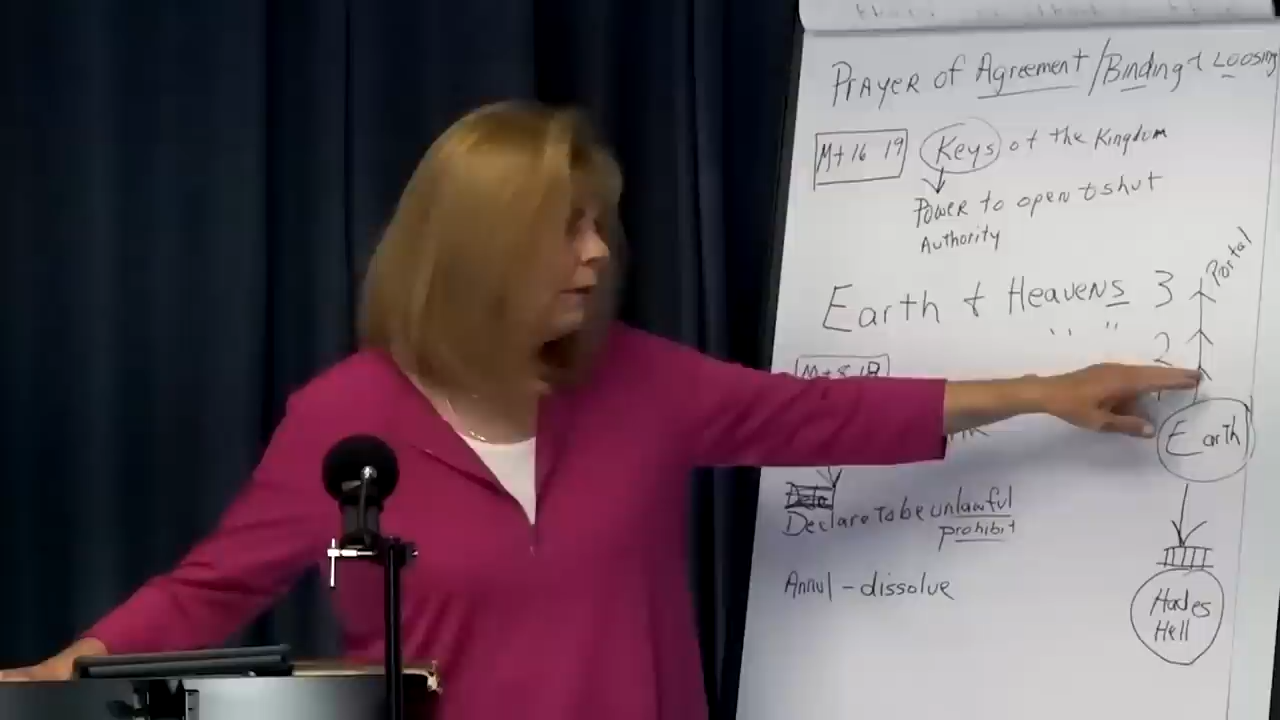 Prayer of Agreement / Binding & Loosing
Mt 16 19 Keys of the Kingdom
Power to open & shut
Authority
Portal
Earth & Heavens 3
" " 2
Earth
Declare to be unlawful
prohibit
Annul - dissolve
Hades
Hell